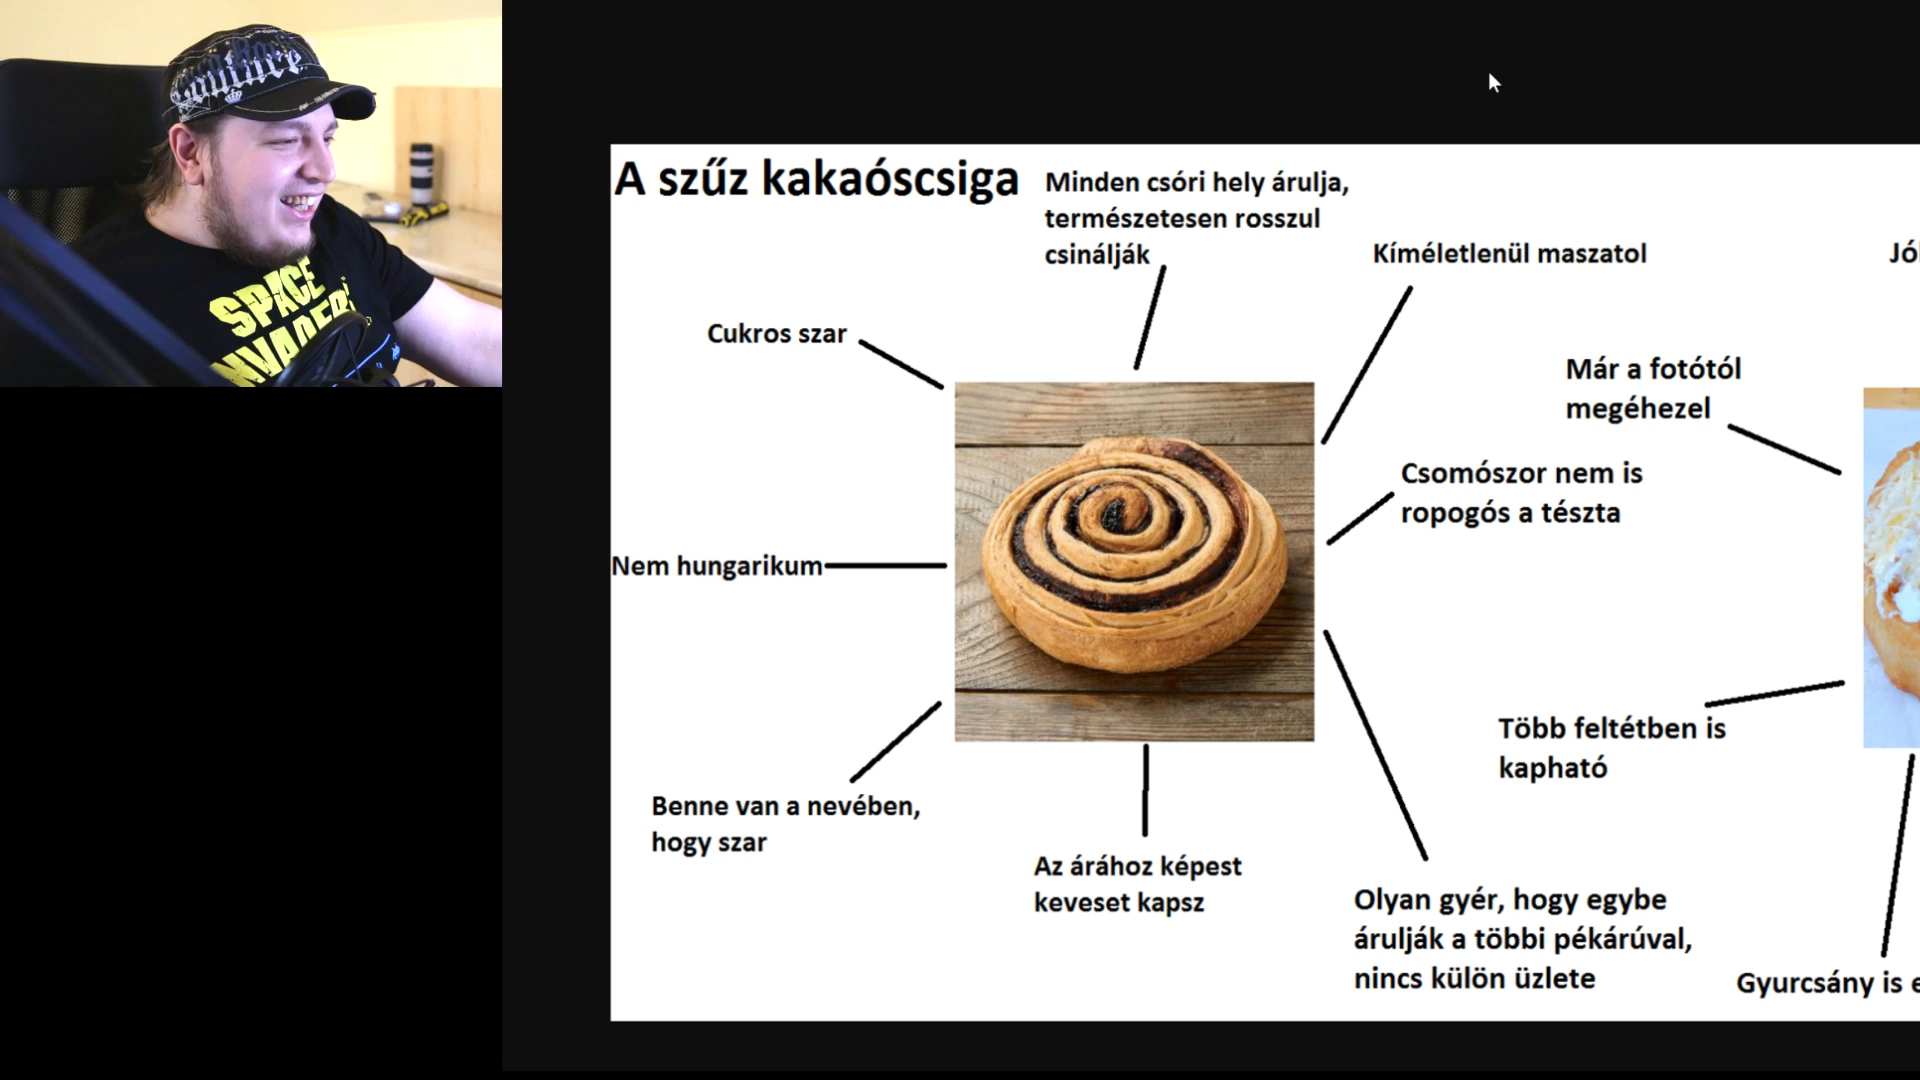 A szűz kakaóscsiga
Minden csóri hely árulja,
természetesen rosszul
csinálják
Kíméletlenül maszatol
Cukros szar
Már a fotótól
megéhezel
Csomószor nem is
ropogós a tészta
Nem hungarikum
Több feltétben is
kapható
Benne van a nevében,
hogy szar
Az árához képest
keveset kapsz
Olyan gyér, hogy egybe
árulják a többi pékárúval,
nincs külön üzlete
Gyurcsány is
SPACE
INVADERS